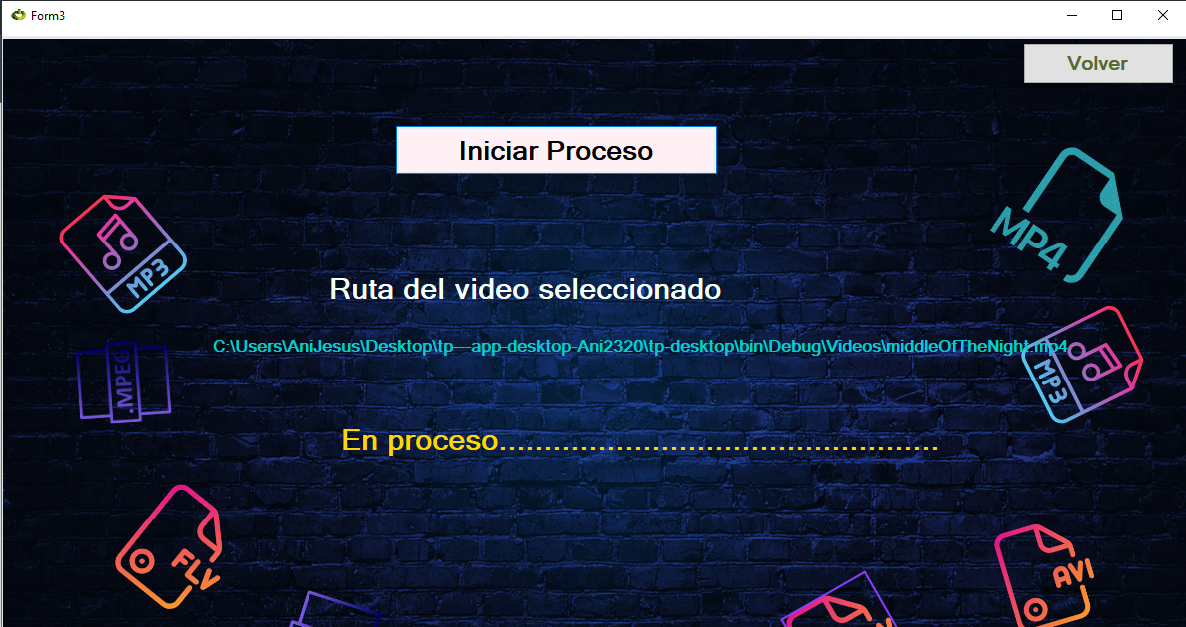 Form3
Volver
Iniciar Proceso
MP4
MP3
Ruta del video seleccionado
C:\Users\AniJesus\Desktop\tp---app-desktop-Ani2320\tp-desktop\bin\Debug\Videos\middleOfTheNight.mp4
.MPEG
MP3
En proceso.................................................
FLV
AVI